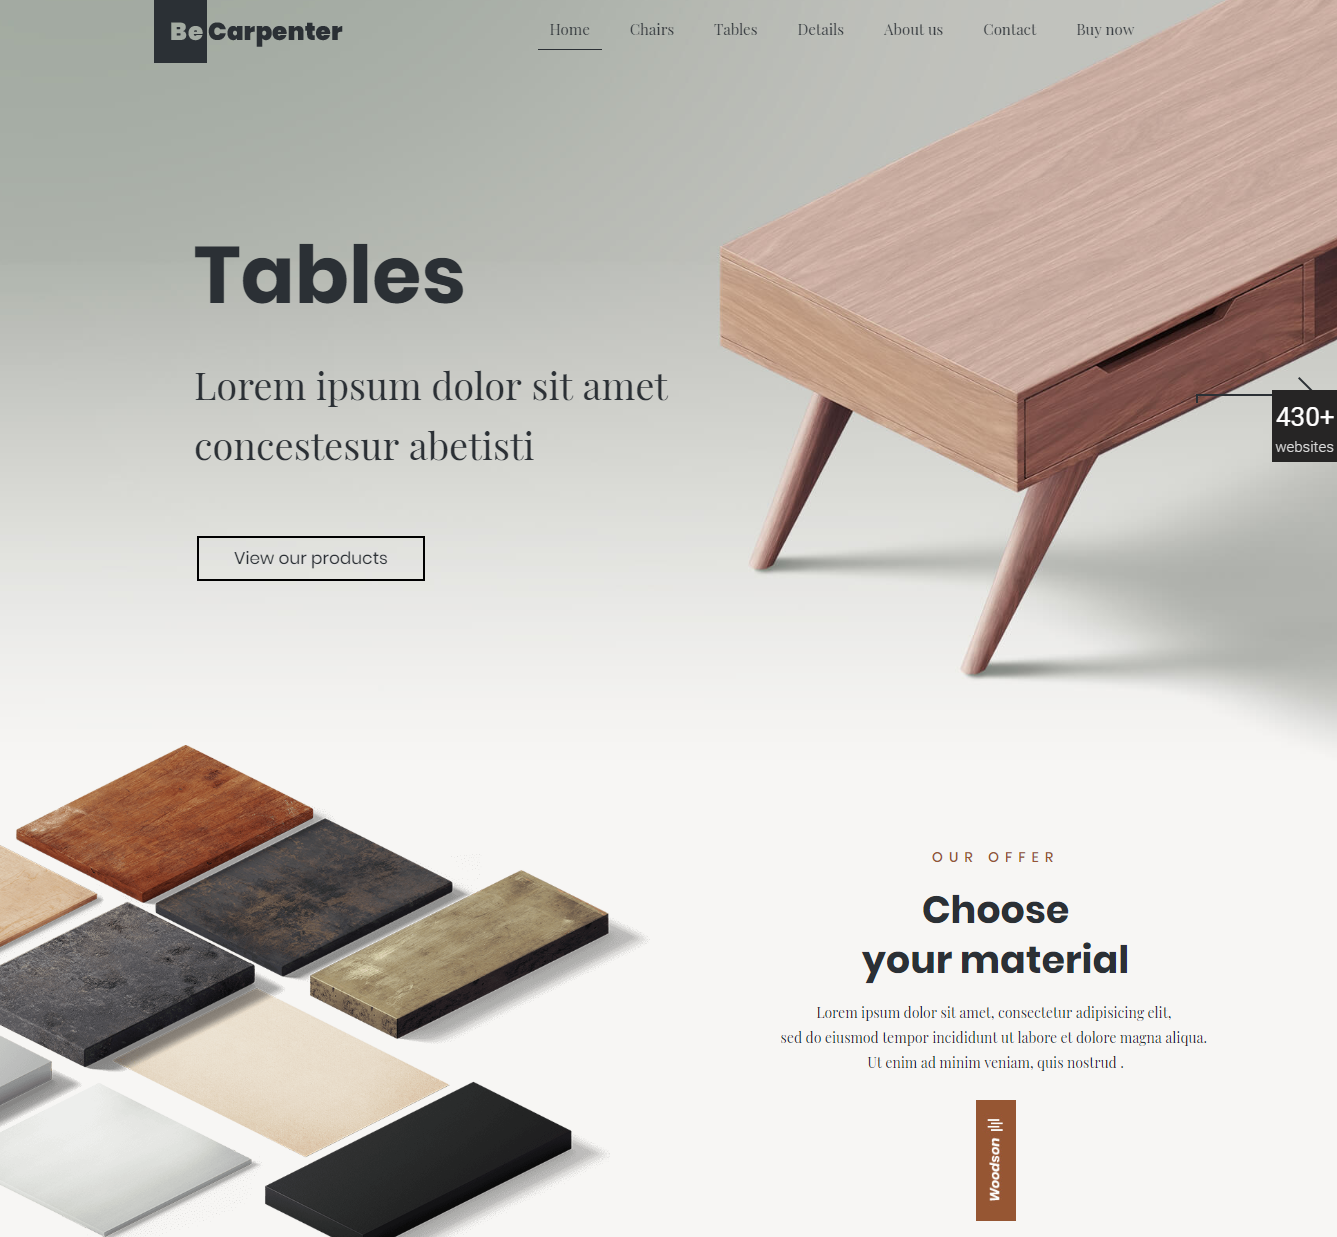 BeCarpenter
Home Chairs Tables Details About us Contact Buy now
Tables
Lorem ipsum dolor sit amet
concestesur abetisti
430+
websites
View our products
OUR OFFER
Choose
your material
Lorem ipsum dolor sit amet, consectetur adipisicing elit,
sed do eiusmod tempor incididunt ut labore et dolore magna aliqua.
Ut enim ad minim veniam, quis nostrud .
Woodson